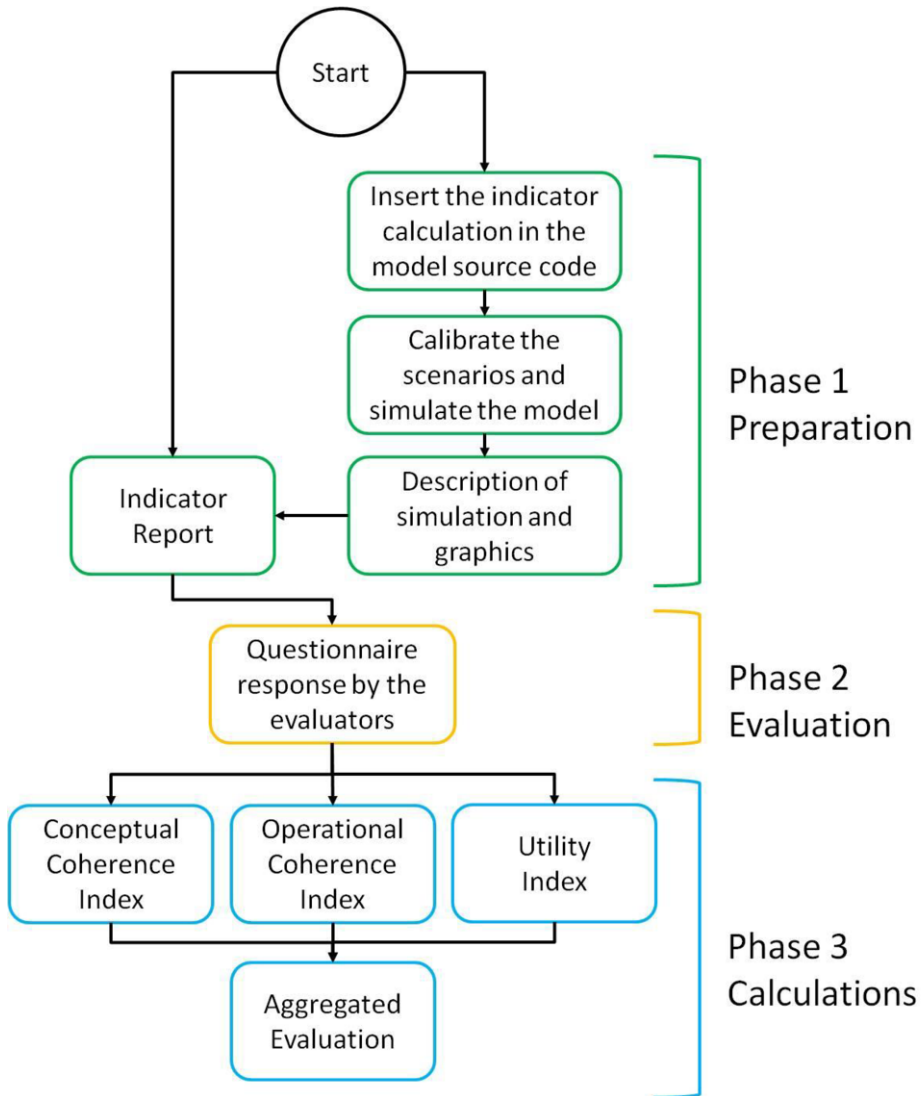 Start
Insert the indicator
calculation in the
model source code
Calibrate the
scenarios and
simulate the model
Phase 1
Preparation
Indicator
Report
Description of
simulation and
graphics
Questionnaire
response by the
evaluators
Phase 2
Evaluation
Conceptual
Coherence
Index
Operational
Coherence
Index
Utility
Index
Phase 3
Calculations
Aggregated
Evaluation